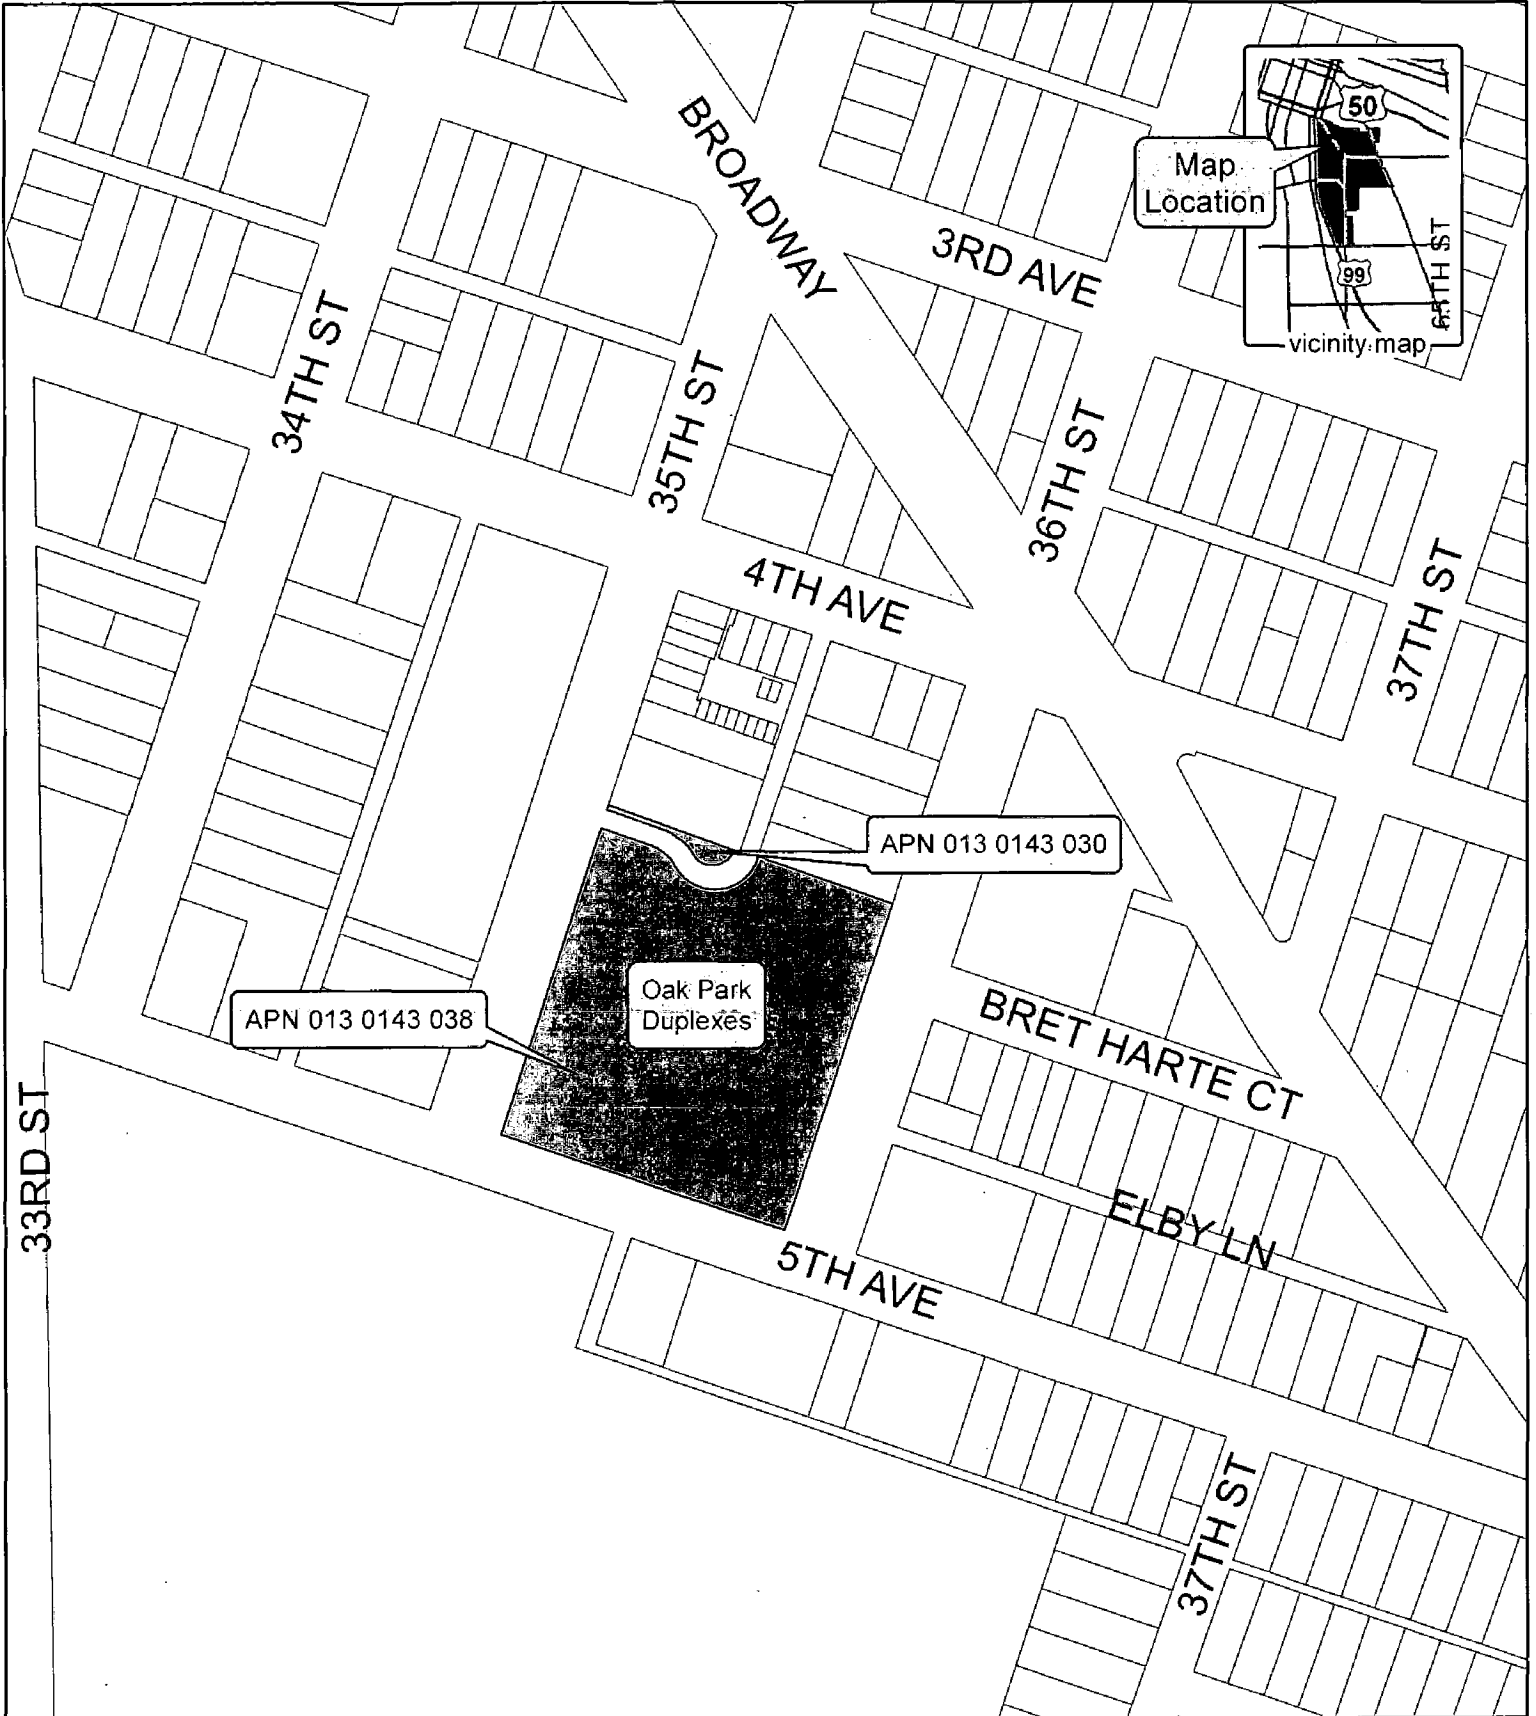 BROADWAY
50
Map
Location
3RD AVE
99
65TH ST
vicinity map
34TH ST
35TH ST
36TH ST
37TH ST
4TH AVE
APN 013 0143 030
Oak Park
Duplexes
APN 013 0143 038
BRET HARTE CT
33RD ST
ELBY LN
5TH AVE
37TH ST